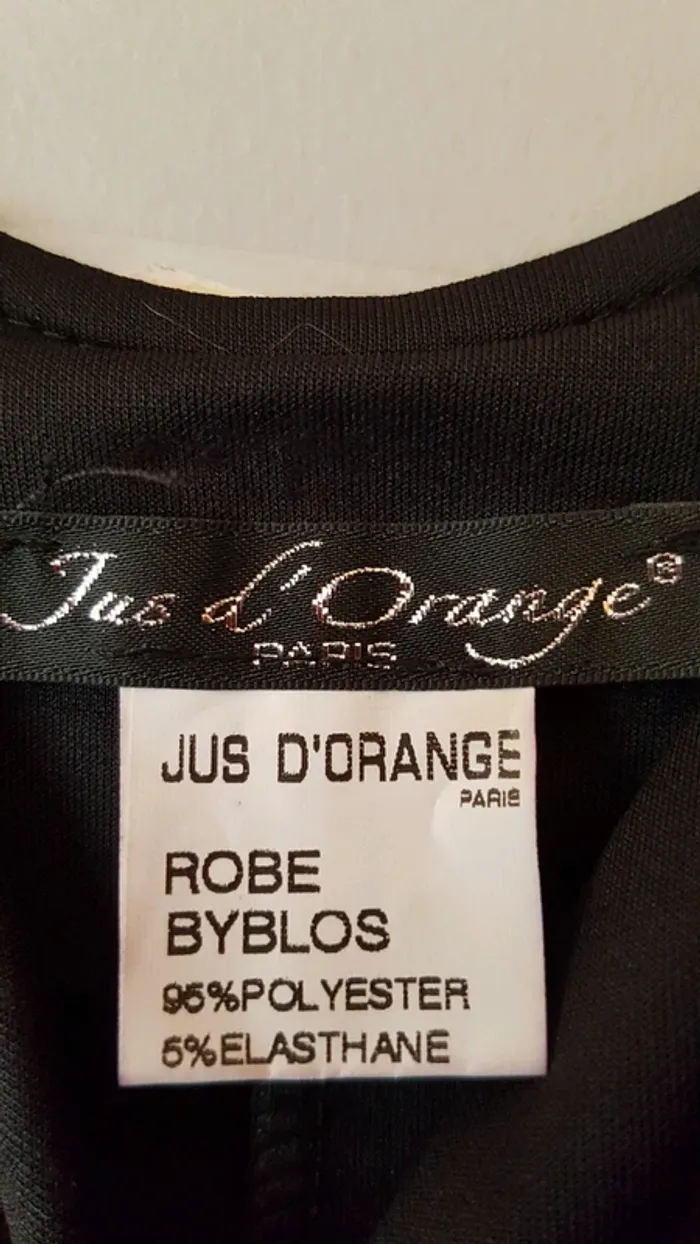 Jus d'Orange®
PARIS
JUS D'ORANGE
PARIS
ROBE
BYBLOS
95%POLYESTER
5%ELASTHANE